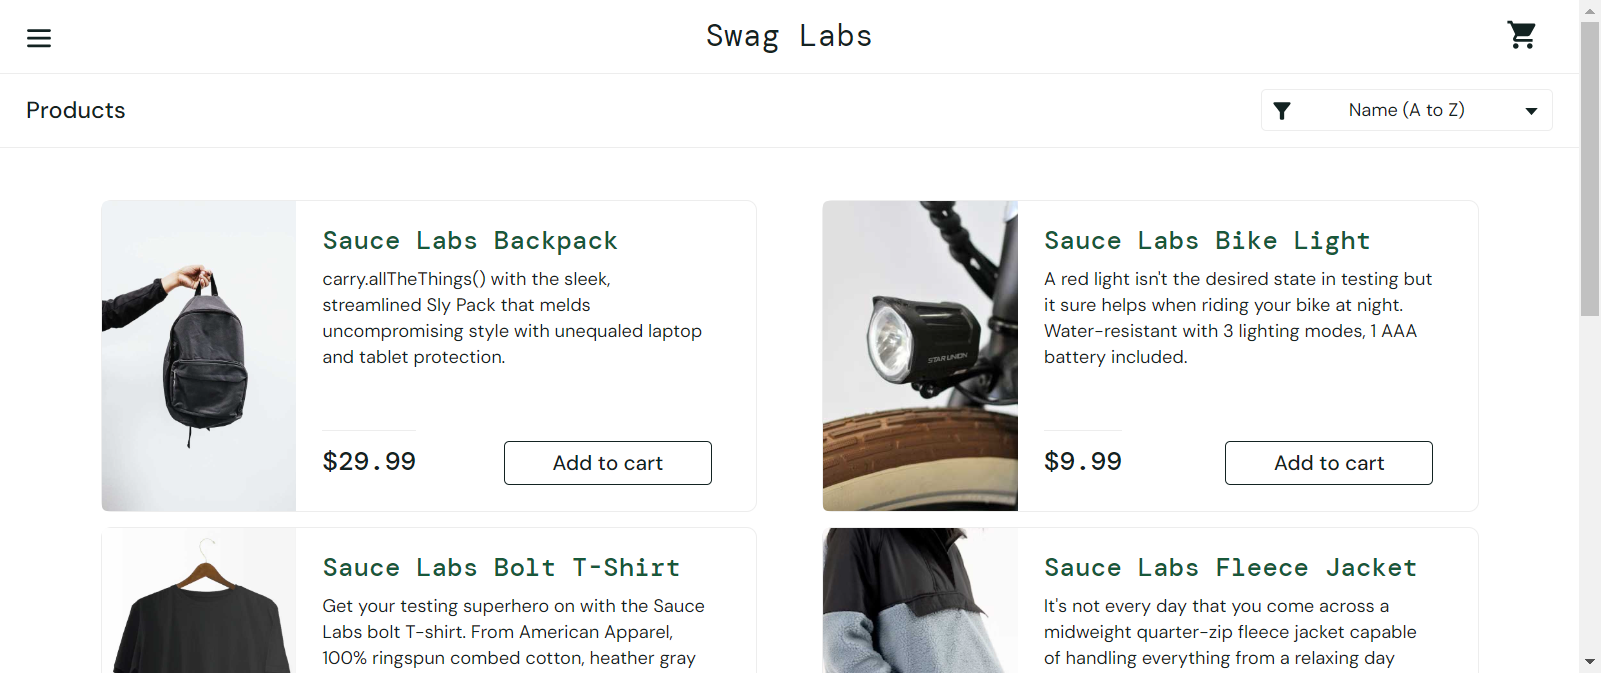 Swag Labs
Products
Name (A to Z)
Sauce Labs Backpack
carry.allTheThings() with the sleek,
streamlined Sly Pack that melds
uncompromising style with unequaled laptop
and tablet protection.
$29.99
Add to cart
Sauce Labs Bike Light
A red light isn't the desired state in testing but
it sure helps when riding your bike at night.
Water-resistant with 3 lighting modes, 1 AAA
battery included.
STAR UNION
$9.99
Add to cart
Sauce Labs Bolt T-Shirt
Get your testing superhero on with the Sauce
Labs bolt T-shirt. From American Apparel,
100% ringspun combed cotton, heather gray
Sauce Labs Fleece Jacket
It's not every day that you come across a
midweight quarter-zip fleece jacket capable
of handling everything from a relaxing day